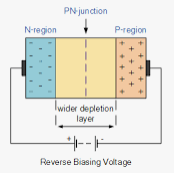 PN-junction
N-region
P-region
wider depletion
layer
+ -
Reverse Biasing Voltage